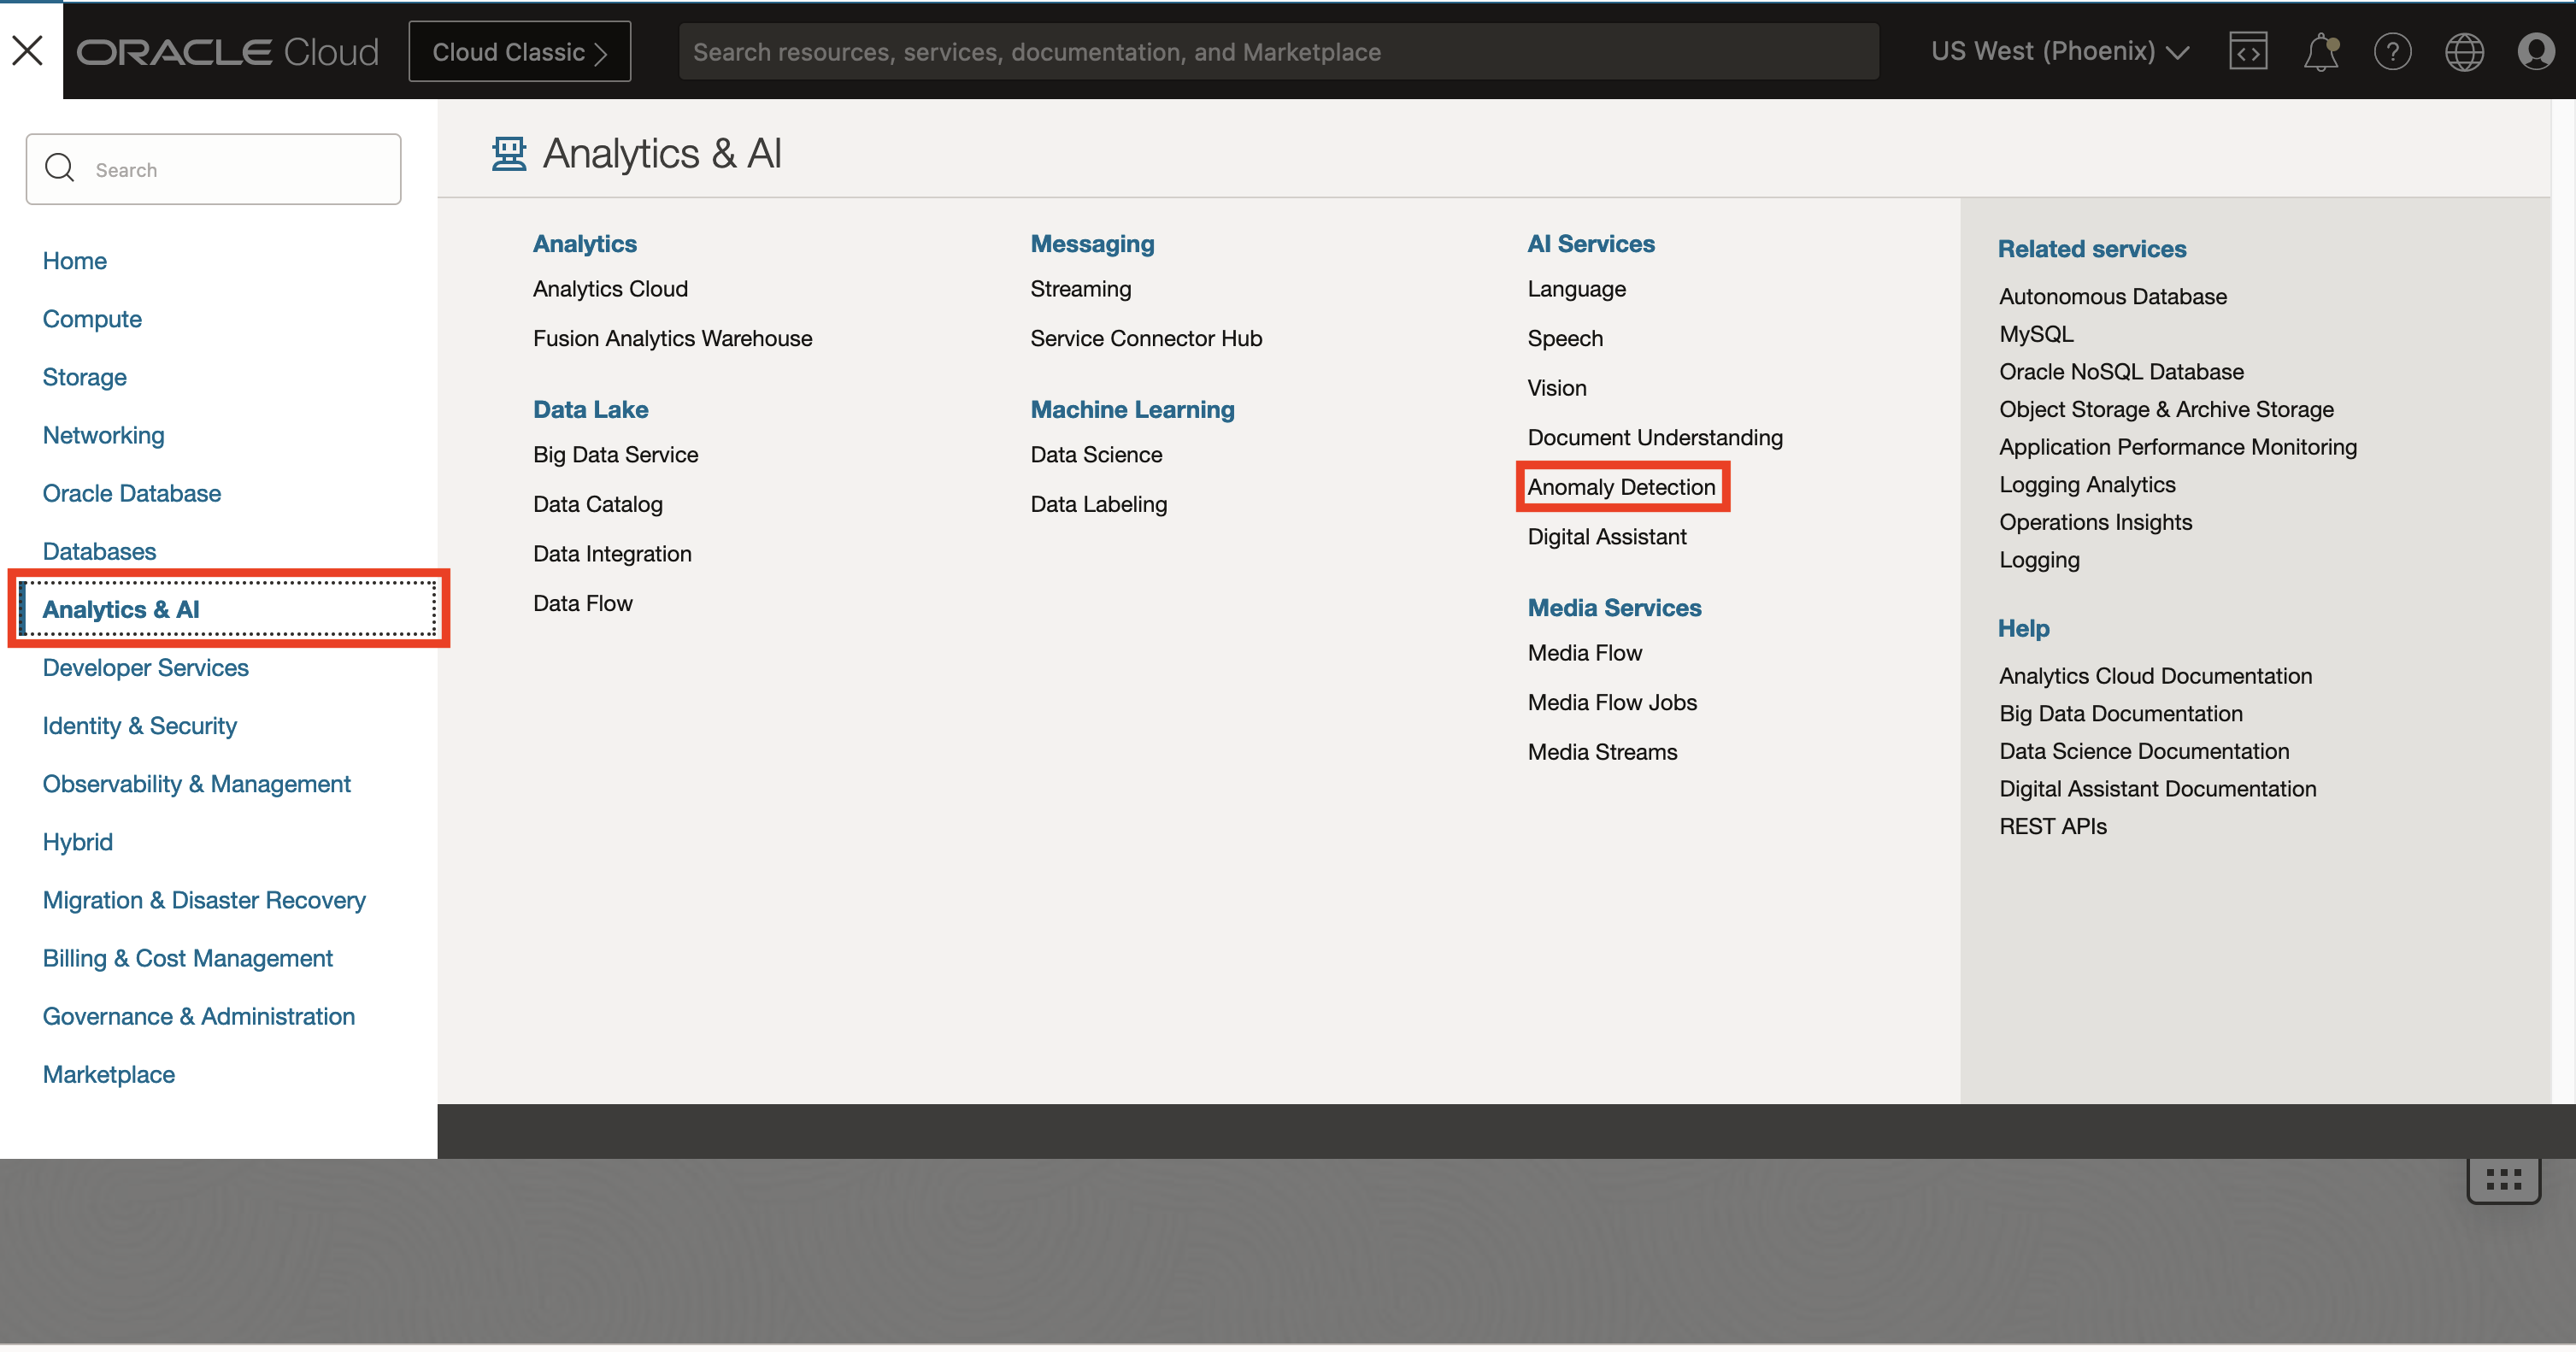 ORACLE Cloud
Cloud Classic
Search resources, services, documentation, and Marketplace
US West (Phoenix)
Search
Home
Compute
Storage
Networking
Oracle Database
Databases
Analytics & AI
Developer Services
Identity & Security
Observability & Management
Hybrid
Migration & Disaster Recovery
Billing & Cost Management
Governance & Administration
Marketplace
Analytics & AI
Analytics
Analytics Cloud
Fusion Analytics Warehouse
Data Lake
Big Data Service
Data Catalog
Data Integration
Data Flow
Messaging
Streaming
Service Connector Hub
Machine Learning
Data Science
Data Labeling
AI Services
Language
Speech
Vision
Document Understanding
Anomaly Detection
Digital Assistant
Media Services
Media Flow
Media Flow Jobs
Media Streams
Related services
Autonomous Database
MySQL
Oracle NoSQL Database
Object Storage & Archive Storage
Application Performance Monitoring
Logging Analytics
Operations Insights
Logging
Help
Analytics Cloud Documentation
Big Data Documentation
Data Science Documentation
Digital Assistant Documentation
REST APIs